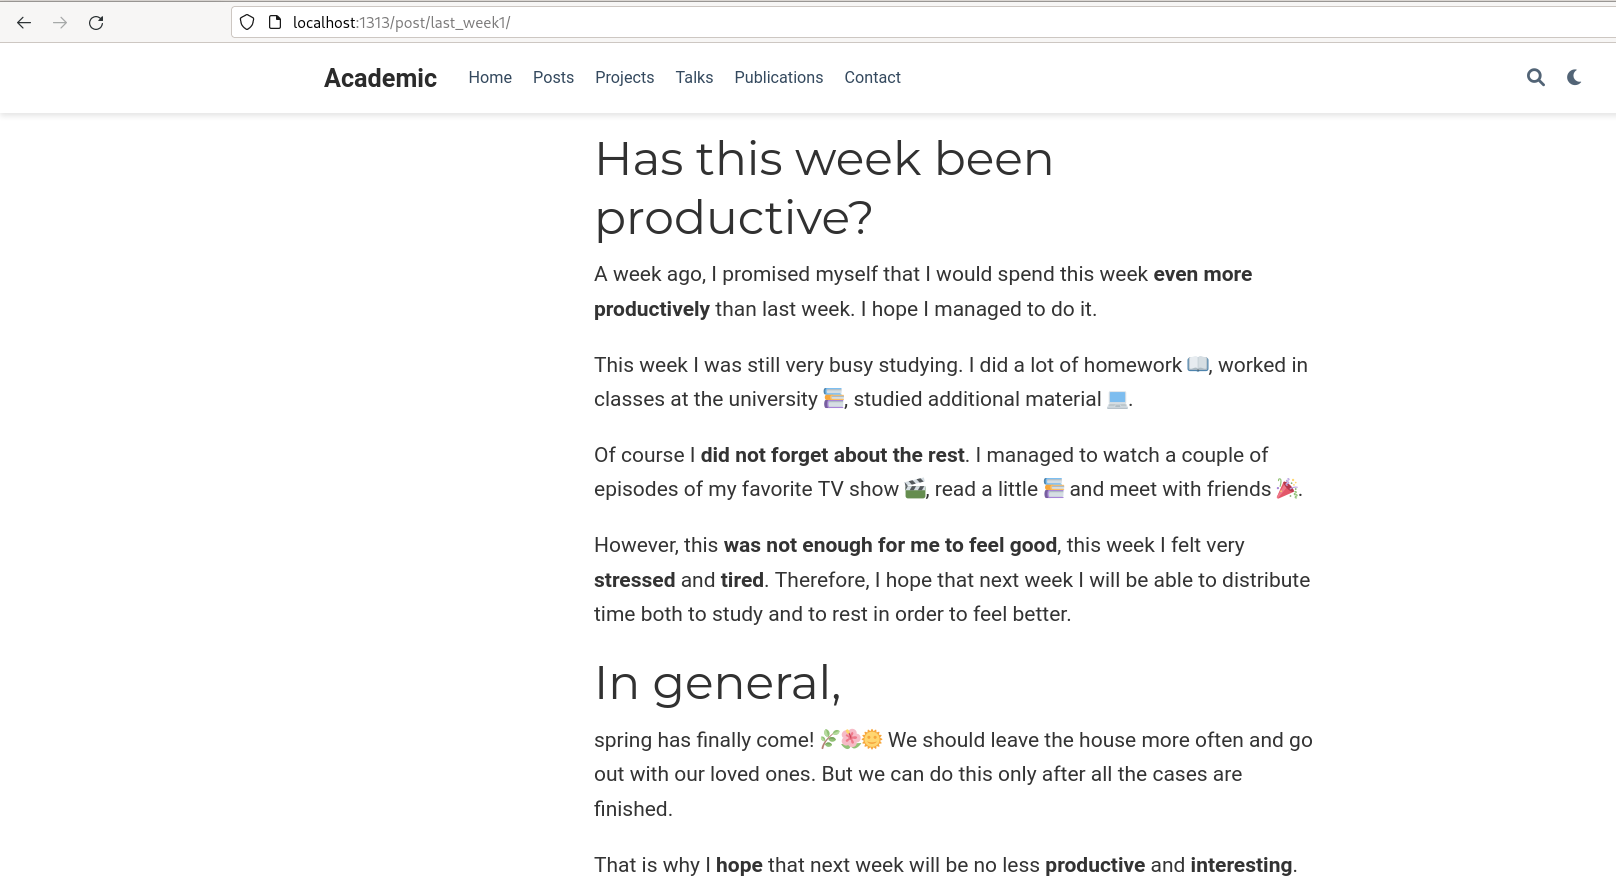 localhost:1313/post/last_week1/
Academic Home Posts Projects Talks Publications Contact
Has this week been
productive?
A week ago, I promised myself that I would spend this week even more
productively than last week. I hope I managed to do it.
This week I was still very busy studying. I did a lot of homework 📖, worked in
classes at the university 📚, studied additional material 💻.
Of course I did not forget about the rest. I managed to watch a couple of
episodes of my favorite TV show 🎬, read a little 📚 and meet with friends 🎉.
However, this was not enough for me to feel good, this week I felt very
stressed and tired. Therefore, I hope that next week I will be able to distribute
time both to study and to rest in order to feel better.
In general,
spring has finally come! 🌿🌺🌞 We should leave the house more often and go
out with our loved ones. But we can do this only after all the cases are
finished.
That is why I hope that next week will be no less productive and interesting.